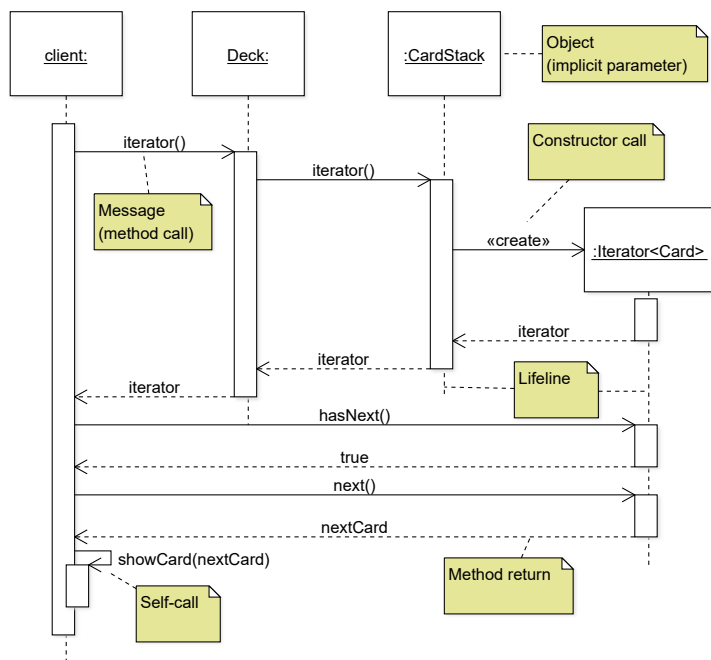 client:
Deck:
:CardStack
Object
(implicit parameter)
iterator()
iterator()
Constructor call
Message
(method call)
«create»
:Iterator<Card>
iterator
iterator
iterator
Lifeline
hasNext()
true
next()
nextCard
showCard(nextCard)
Method return
Self-call